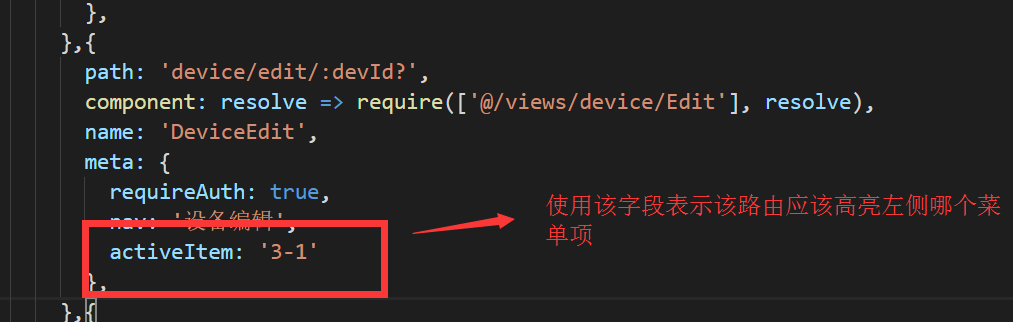 },
},{
path: 'device/edit/:devId?',
component: resolve => require(['@/views/device/Edit'], resolve),
name: 'DeviceEdit',
meta: {
requireAuth: true,
nav: '设备编辑',
activeItem: '3-1'
},
},{
使用该字段表示该路由应该高亮左侧哪个菜
单项